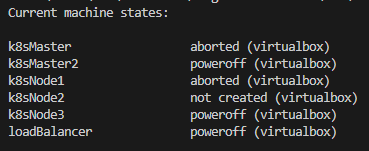 Current machine states:
k8sMaster aborted (virtualbox)
k8sMaster2 poweroff (virtualbox)
k8sNode1 aborted (virtualbox)
k8sNode2 not created (virtualbox)
k8sNode3 poweroff (virtualbox)
loadBalancer poweroff (virtualbox)